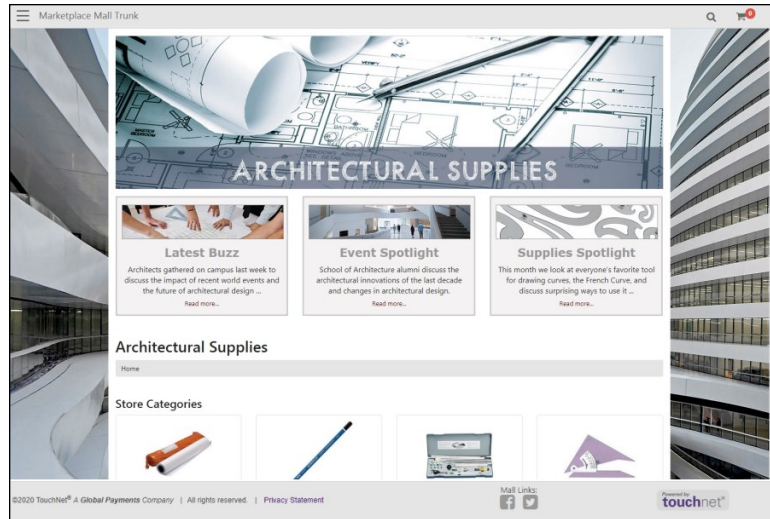 Marketplace Mall Trunk
0
VERIFY
MASTER
BEDROOM
BATHROOM
BEDROOM
ARCHITECTURAL SUPPLIES
Latest Buzz
Architects gathered on campus last week to
discuss the impact of recent world events and
the future of architectural design ...
Read more...
Event Spotlight
School of Architecture alumni discuss the
architectural innovations of the last decade
and changes in architectural design.
Read more...
Supplies Spotlight
This month we look at everyone's favorite tool
for drawing curves, the French Curve, and
discuss surprising ways to use it ...
Read more...
Architectural Supplies
Home
Store Categories
©2020 TouchNet® A Global Payments Company | All rights reserved. | Privacy Statement
Mall Links:
Powered by
touchnet®